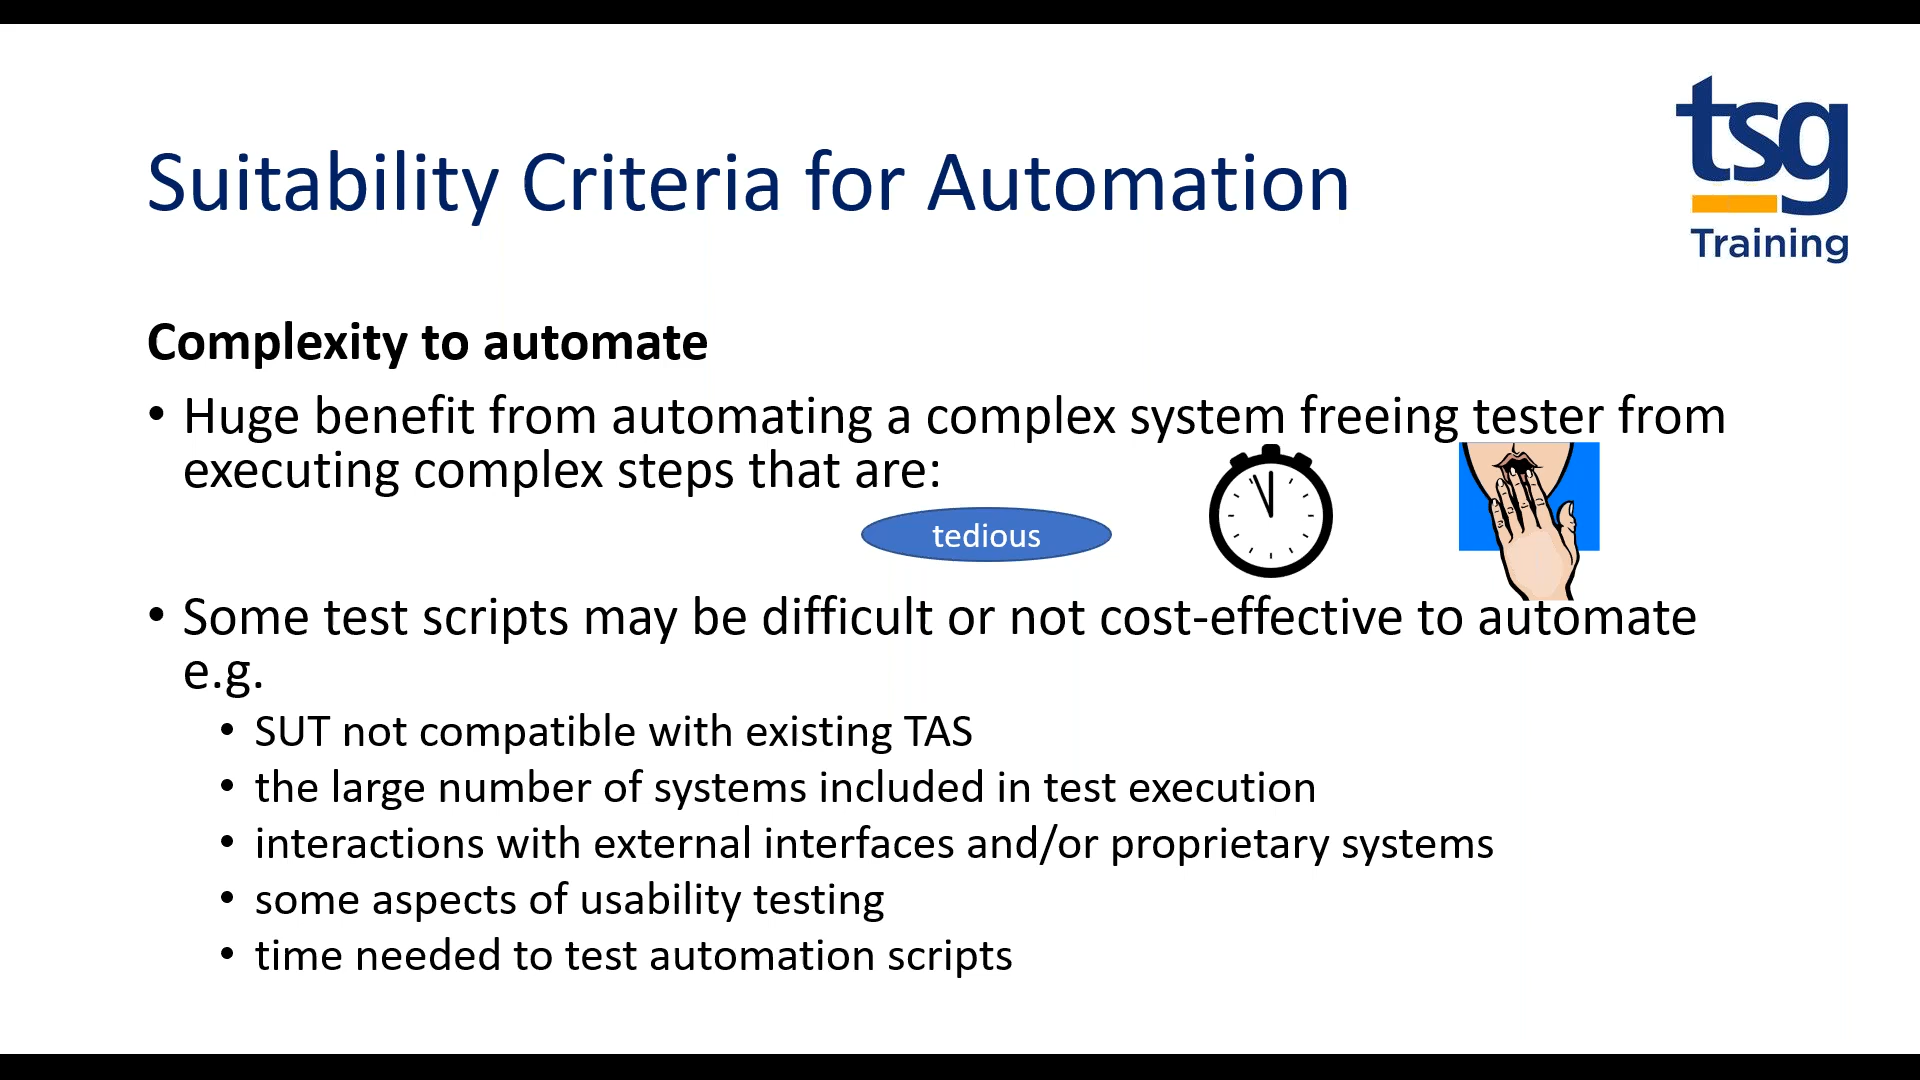 tsg
Training
Suitability Criteria for Automation
Complexity to automate
• Huge benefit from automating a complex system freeing tester from
executing complex steps that are:
tedious
• Some test scripts may be difficult or not cost-effective to automate
e.g.
• SUT not compatible with existing TAS
• the large number of systems included in test execution
• interactions with external interfaces and/or proprietary systems
• some aspects of usability testing
• time needed to test automation scripts